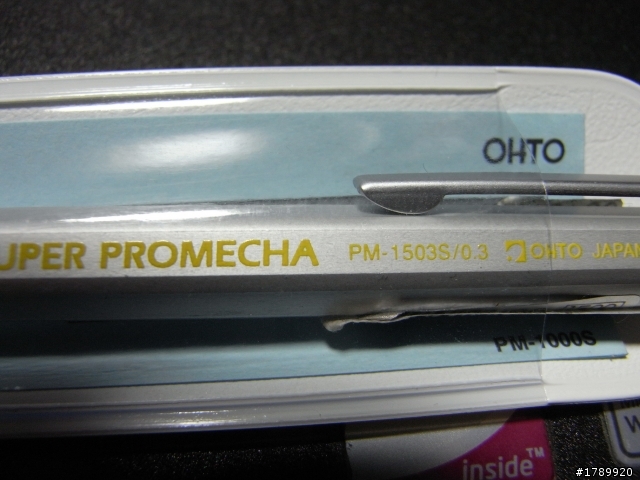 OHTO
UPER PROMECHA PM-1503S/0.3 OHTO JAPAN
PM-1000S
inside™
W
#1789920